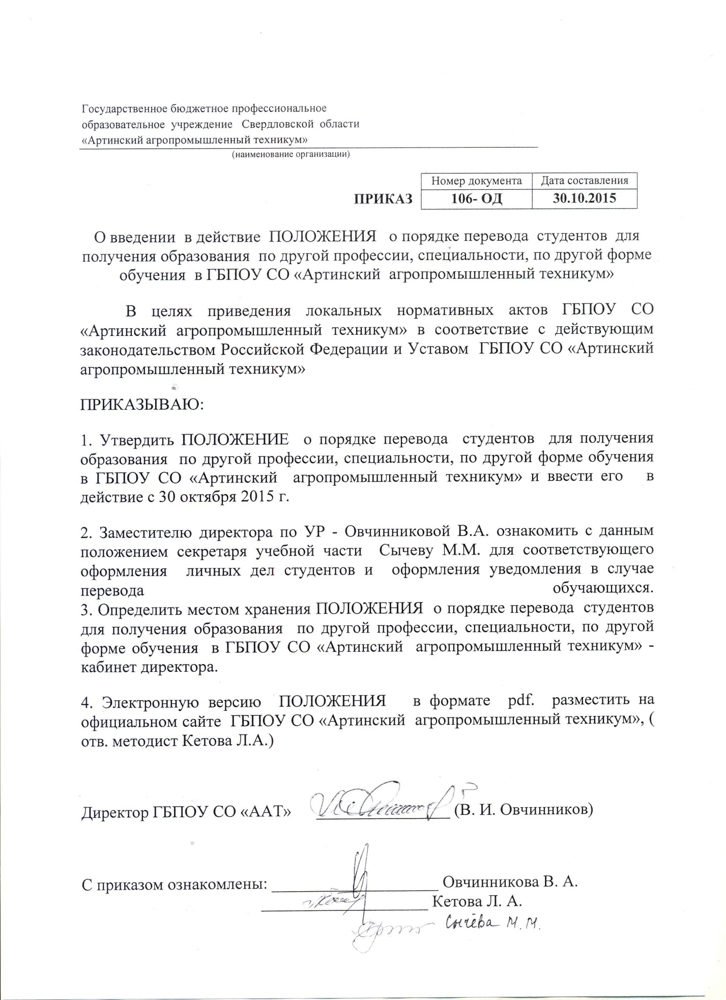 Государственное бюджетное профессиональное
образовательное учреждение Свердловской области
«Артинский агропромышленный техникум»
(наименование организации)
Номер документа Дата составления
ПРИКАЗ 106- ОД 30.10.2015
О введении в действие ПОЛОЖЕНИЯ о порядке перевода студентов для
получения образования по другой профессии, специальности, по другой форме
обучения в ГБПОУ СО «Артинский агропромышленный техникум»
В целях приведения локальных нормативных актов ГБПОУ СО
«Артинский агропромышленный техникум» в соответствие с действующим
законодательством Российской Федерации и Уставом ГБПОУ СО «Артинский
агропромышленный техникум»
ПРИКАЗЫВАЮ:
1. Утвердить ПОЛОЖЕНИЕ о порядке перевода студентов для получения
образования по другой профессии, специальности, по другой форме обучения
в ГБПОУ СО «Артинский агропромышленный техникум» и ввести его в
действие с 30 октября 2015 г.
2. Заместителю директора по УР - Овчинниковой В.А. ознакомить с данным
положением секретаря учебной части Сычеву М.М. для соответствующего
оформления личных дел студентов и оформления уведомления в случае
перевода обучающихся.
3. Определить местом хранения ПОЛОЖЕНИЯ о порядке перевода студентов
для получения образования по другой профессии, специальности, по другой
форме обучения в ГБПОУ СО «Артинский агропромышленный техникум» -
кабинет директора.
4. Электронную версию ПОЛОЖЕНИЯ в формате pdf. разместить на
официальном сайте ГБПОУ СО «Артинский агропромышленный техникум», (
отв. методист Кетова Л.А.)
Директор ГБПОУ СО «ААТ» (В. И. Овчинников)
С приказом ознакомлены: Овчинникова В. А.
Кетова Л. А.
Сычёва М. М.